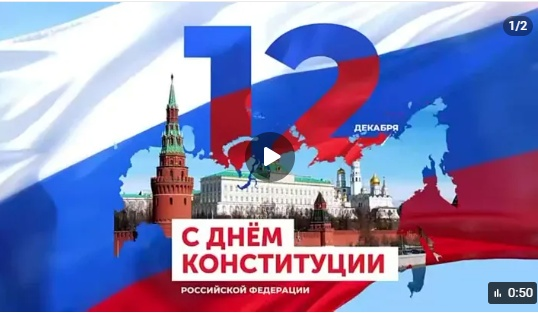 1/2
12
ДЕКАБРЯ
С ДНЁМ
КОНСТИТУЦИИ
РОССИЙСКОЙ ФЕДЕРАЦИИ
0:50